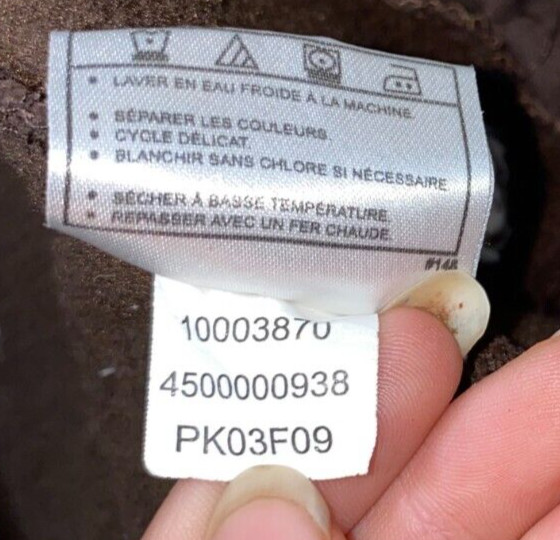 • LAVER EN EAU FROIDE À LA MACHINE.
• SÉPARER LES COULEURS.
• CYCLE DÉLICAT.
• BLANCHIR SANS CHLORE SI NÉCESSAIRE.
• SÉCHER À BASSE TEMPÉRATURE.
• REPASSER AVEC UN FER CHAUDE.
#148
10003870
4500000938
PK03F09